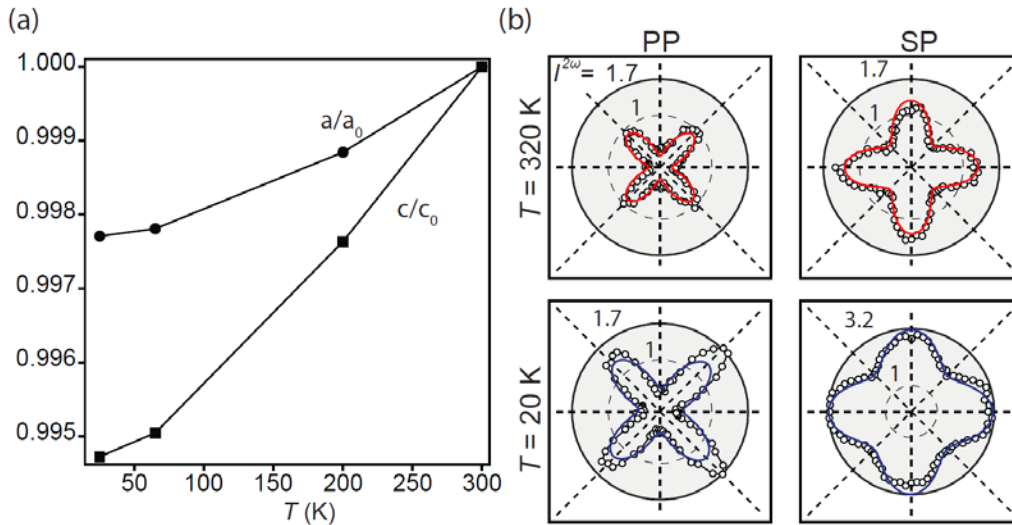 (a)
1.000
0.999
0.998
0.997
0.996
0.995
a/a0
c/c0
50 100 150 200 250 300
T (K)
(b)
PP SP
T = 320 K
I2ω= 1.7
1
1.7
1
T = 20 K
1.7
1
3.2
1